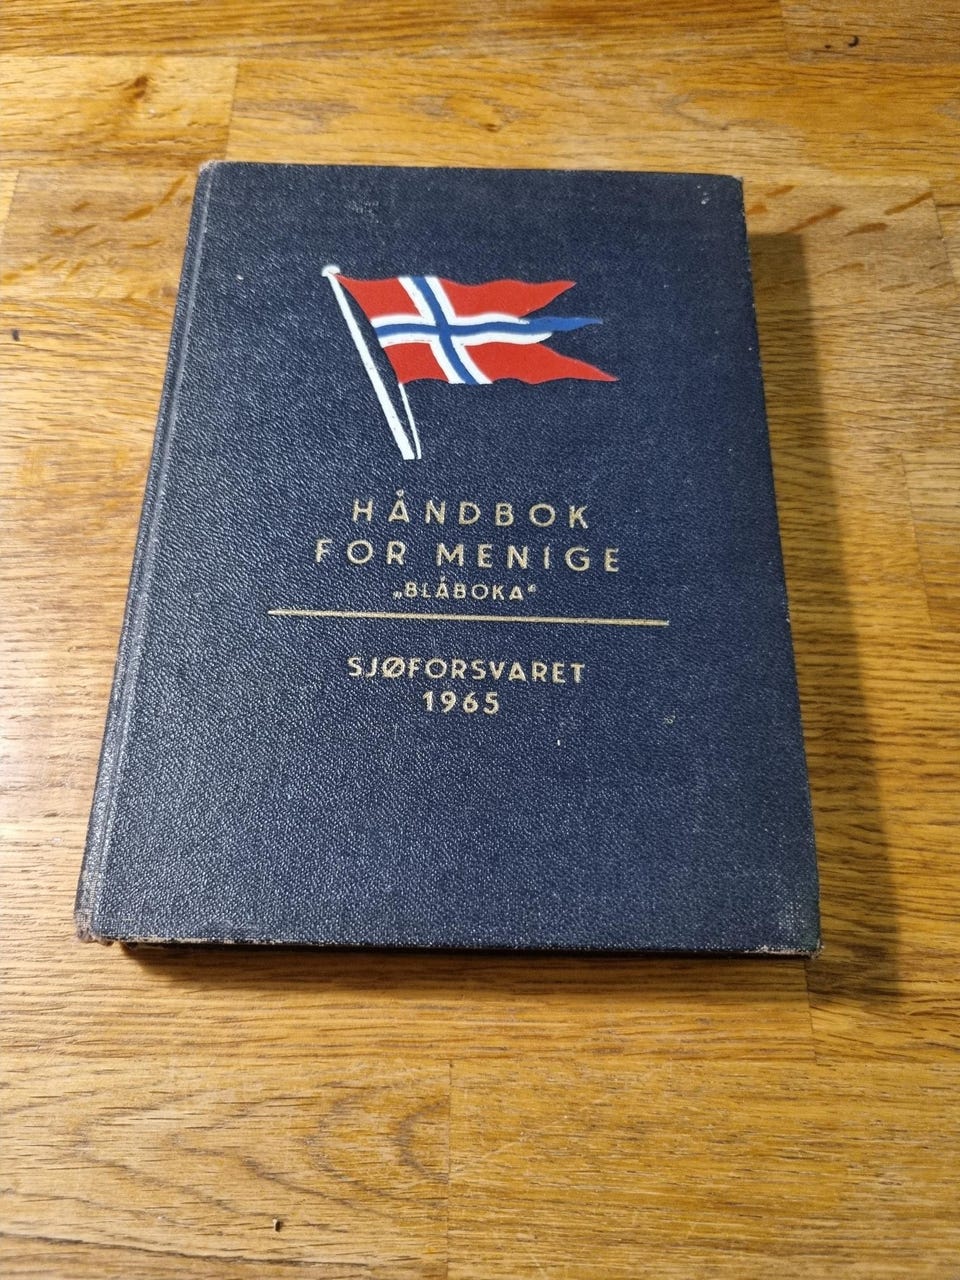 HÅNDBOK
FOR MENIGE
„BLÅBOKA“
SJØFORSVARET
1965